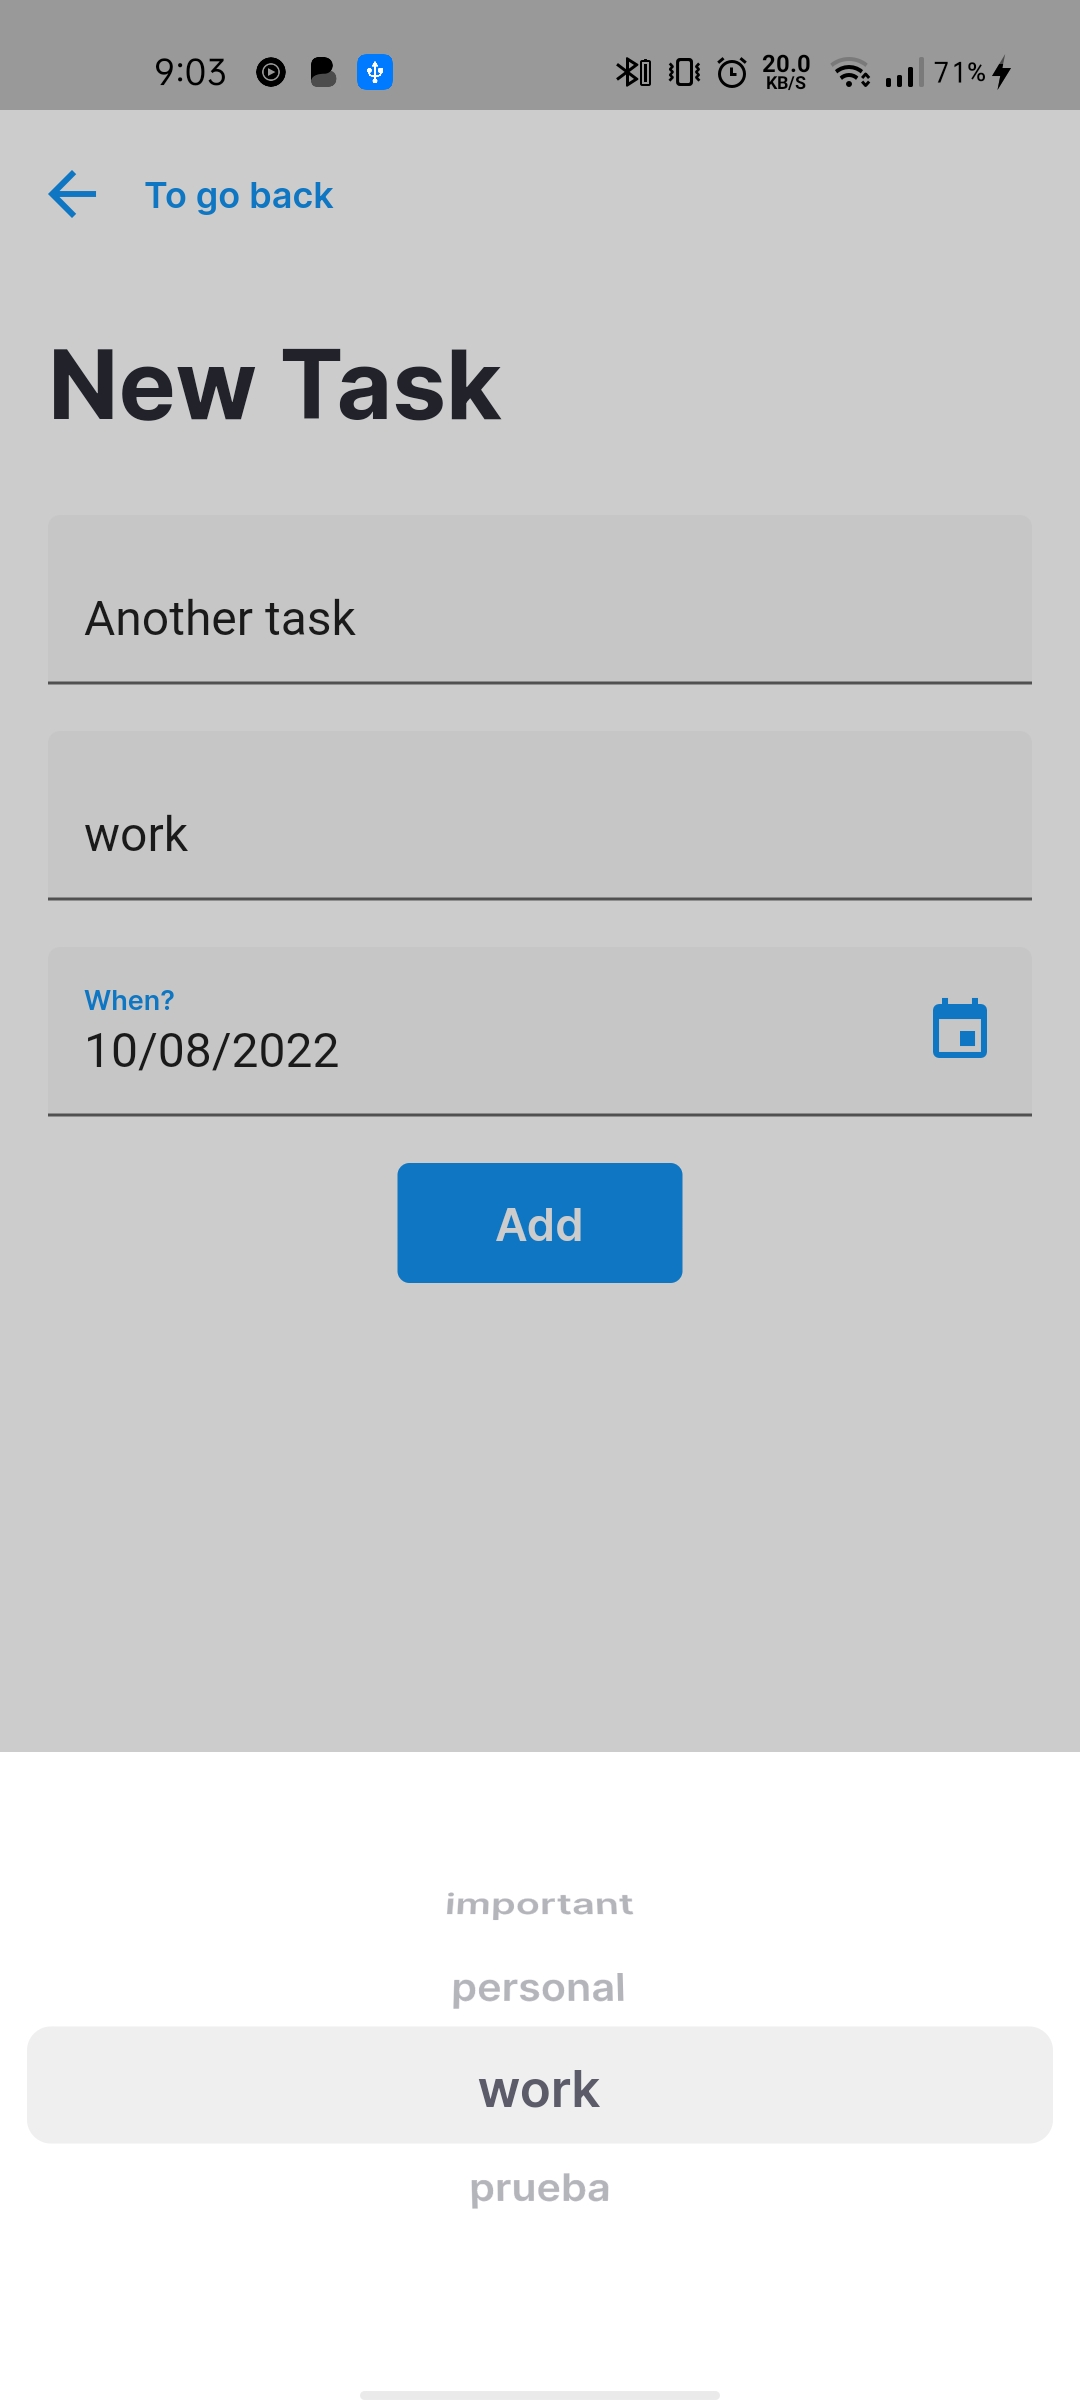 9:03 20.0 KB/S 71%
To go back
New Task
Another task
work
When?
10/08/2022
Add
important
personal
work
prueba